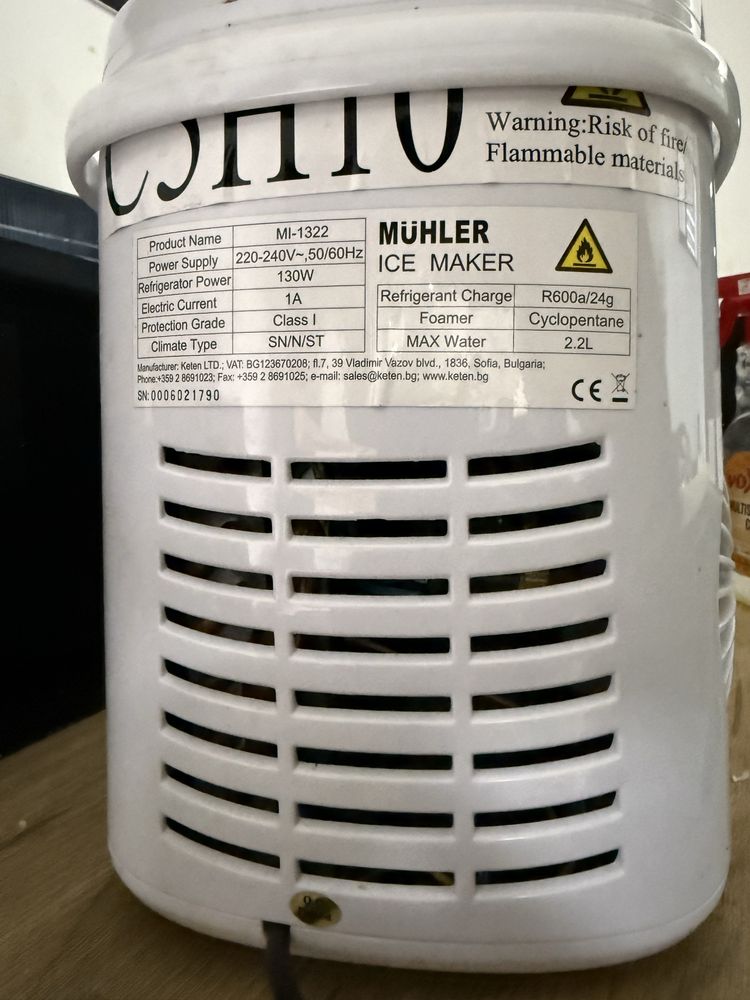 C5H10
Warning:Risk of fire/
Flammable materials
Product Name MI-1322
Power Supply 220-240V~,50/60Hz
Refrigerator Power 130W
Electric Current 1A
Protection Grade Class I
Climate Type SN/N/ST
MÜHLER
ICE MAKER
Refrigerant Charge R600a/24g
Foamer Cyclopentane
MAX Water 2.2L
Manufacturer: Keten LTD.; VAT: BG123670208; fl.7, 39 Vladimir Vazov blvd., 1836, Sofia, Bulgaria;
Phone:+359 2 8691023; Fax: +359 2 8691025; e-mail: sales@keten.bg; www.keten.bg
SN:0006021790
CE